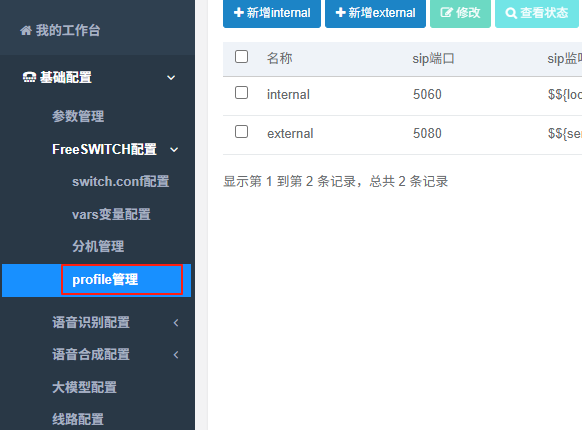 我的工作台
基础配置
参数管理
FreeSWITCH配置
switch.conf配置
vars变量配置
分机管理
profile管理
语音识别配置
语音合成配置
大模型配置
线路配置
新增internal 新增external 修改 查看状态
名称 sip端口 sip监
internal 5060 $${loc
external 5080 $${ser
显示第 1 到第 2 条记录，总共 2 条记录